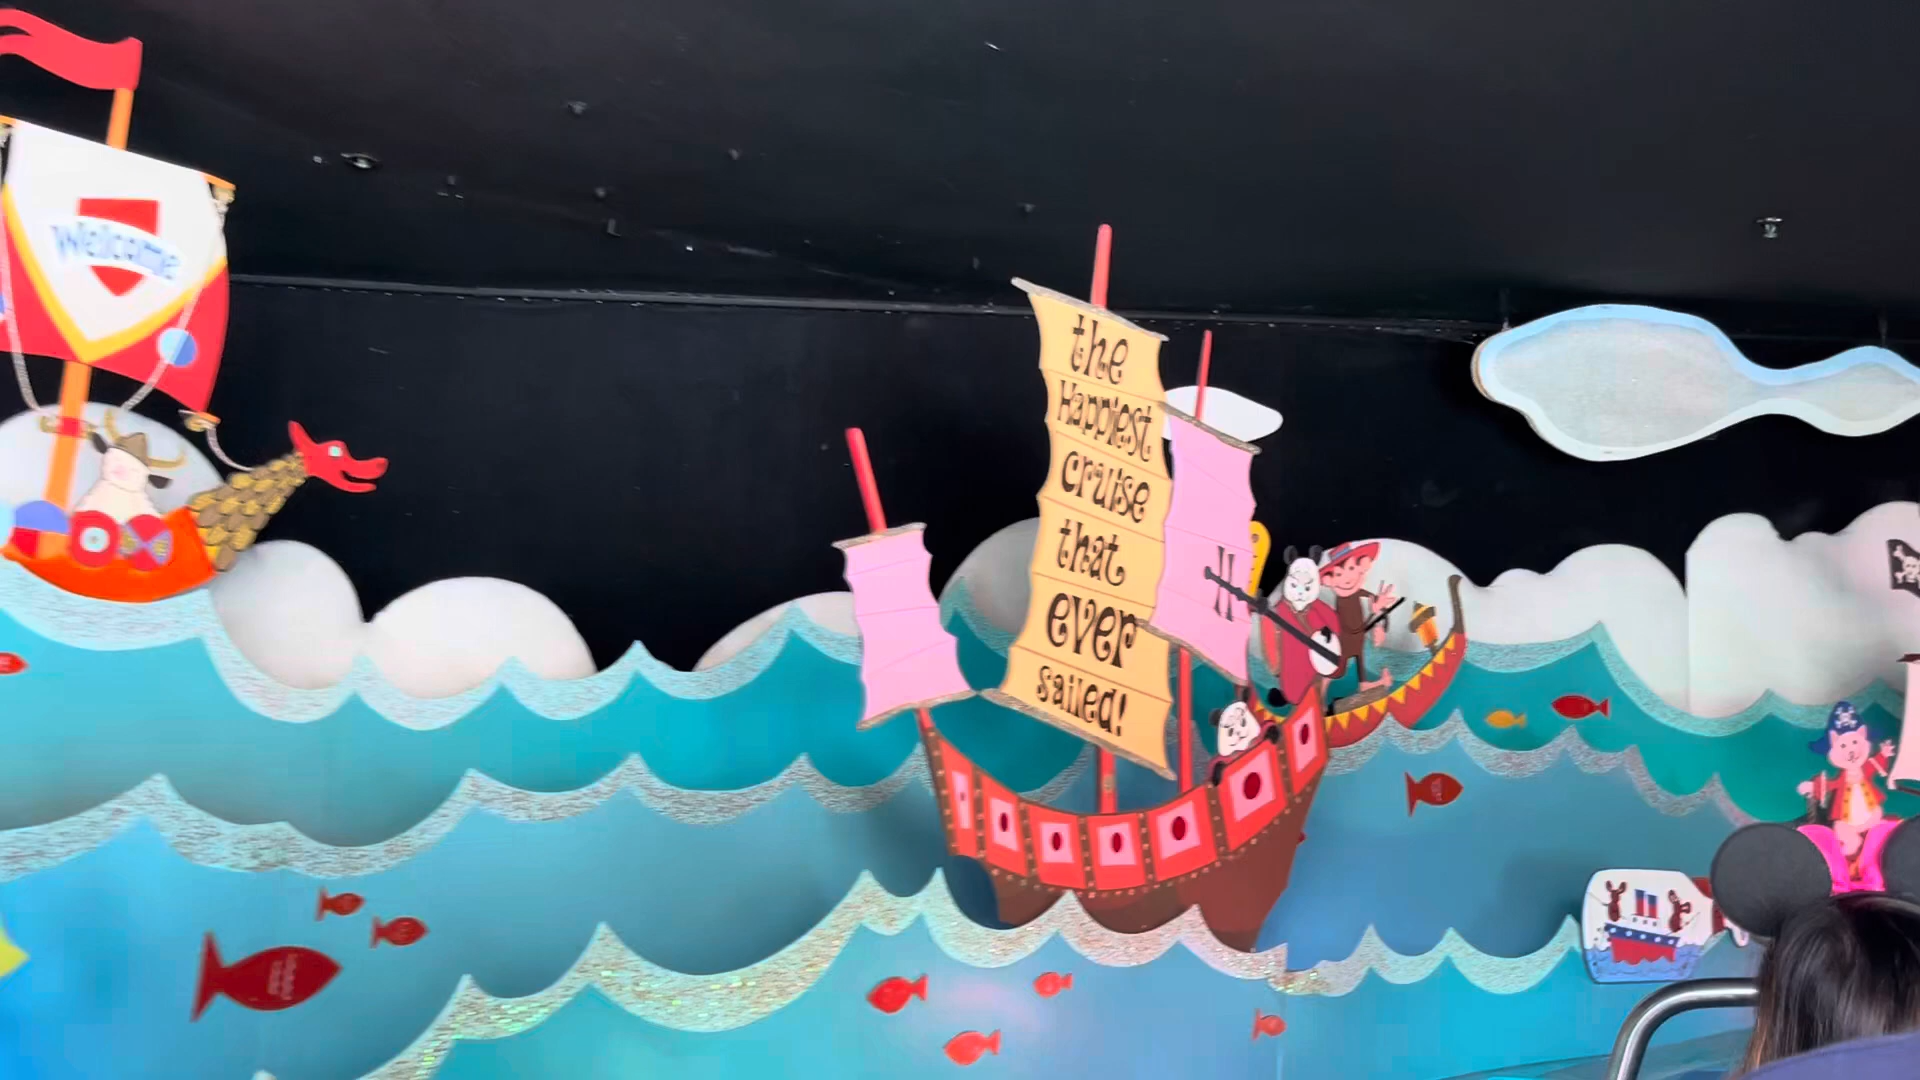 Welcome
the
Happiest
cruise
that
ever
sailed!